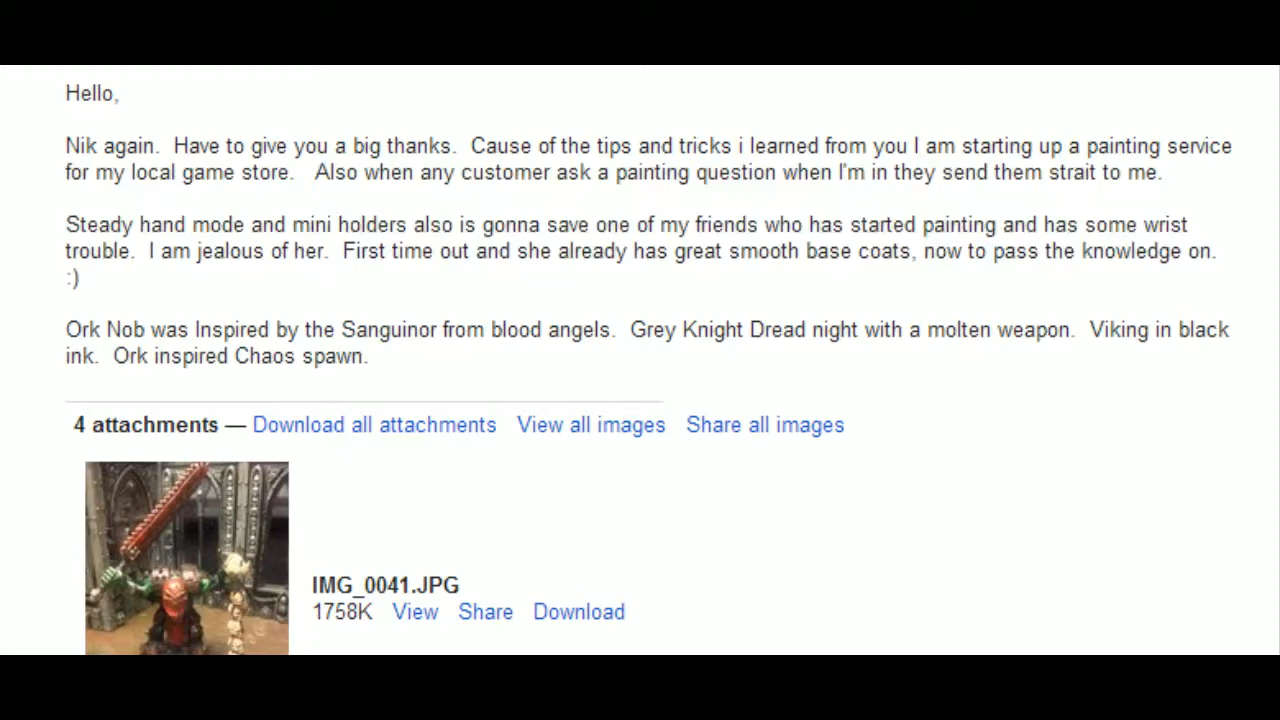 Hello,
Nik again.  Have to give you a big thanks.  Cause of the tips and tricks i learned from you I am starting up a painting service
for my local game store.   Also when any customer ask a painting question when I'm in they send them strait to me.
Steady hand mode and mini holders also is gonna save one of my friends who has started painting and has some wrist
trouble.  I am jealous of her.  First time out and she already has great smooth base coats, now to pass the knowledge on.
:)
Ork Nob was Inspired by the Sanguinor from blood angels.  Grey Knight Dread night with a molten weapon.  Viking in black
ink.  Ork inspired Chaos spawn.
4 attachments — Download all attachments   View all images   Share all images
IMG_0041.JPG
1758K   View   Share   Download